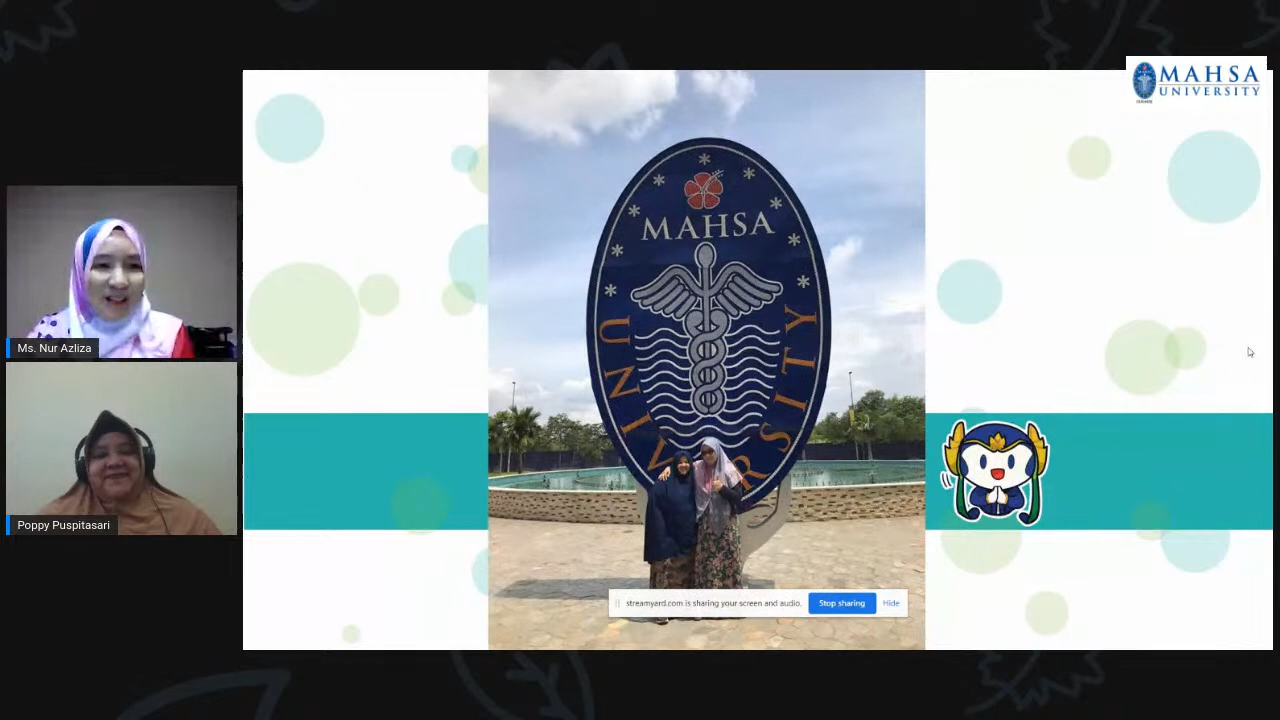 MAHSA
UNIVERSITY
MAHSA
UNIVERSITY
Ms. Nur Azliza
Poppy Puspitasari
streamyard.com is sharing your screen and audio.
Stop sharing
Hide